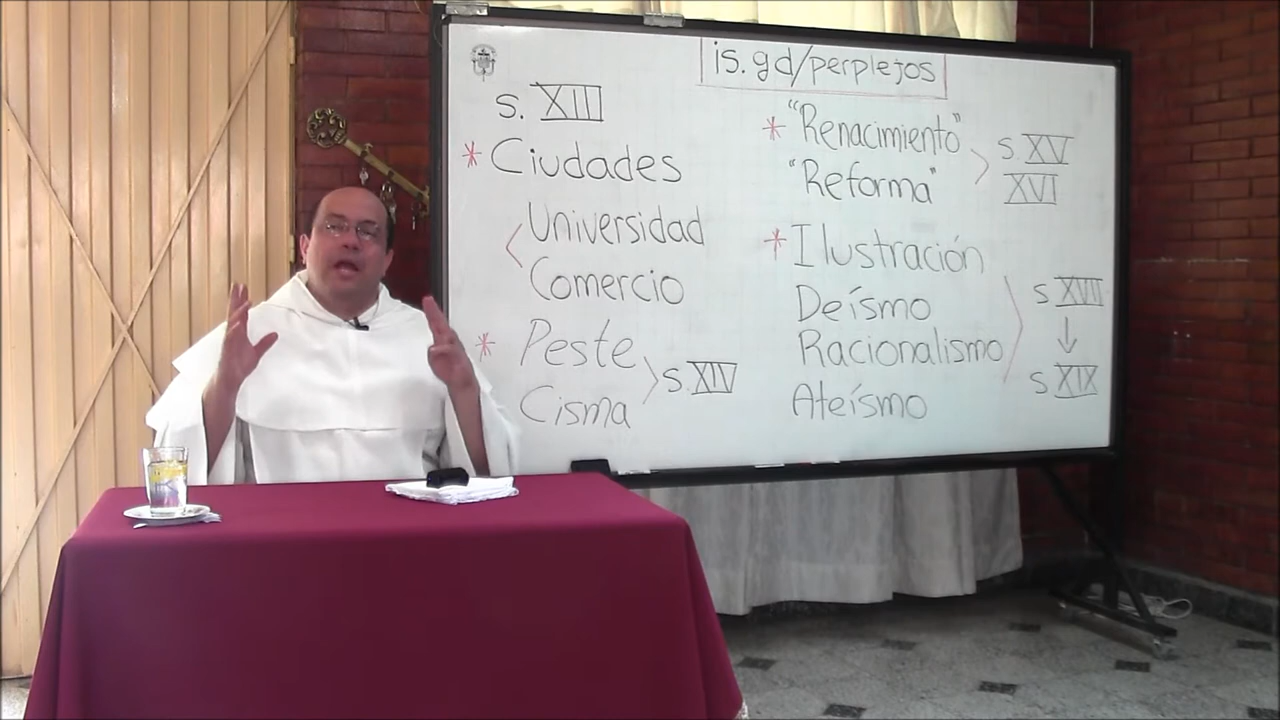 is.gd/perplejos
s. XIII
* Ciudades
Universidad
Comercio
* Peste
Cisma
s. XIV
* "Renacimiento"
"Reforma"
s XV
XVI
* Ilustración
Deísmo
Racionalismo
Ateísmo
s XVII
↓
s XIX